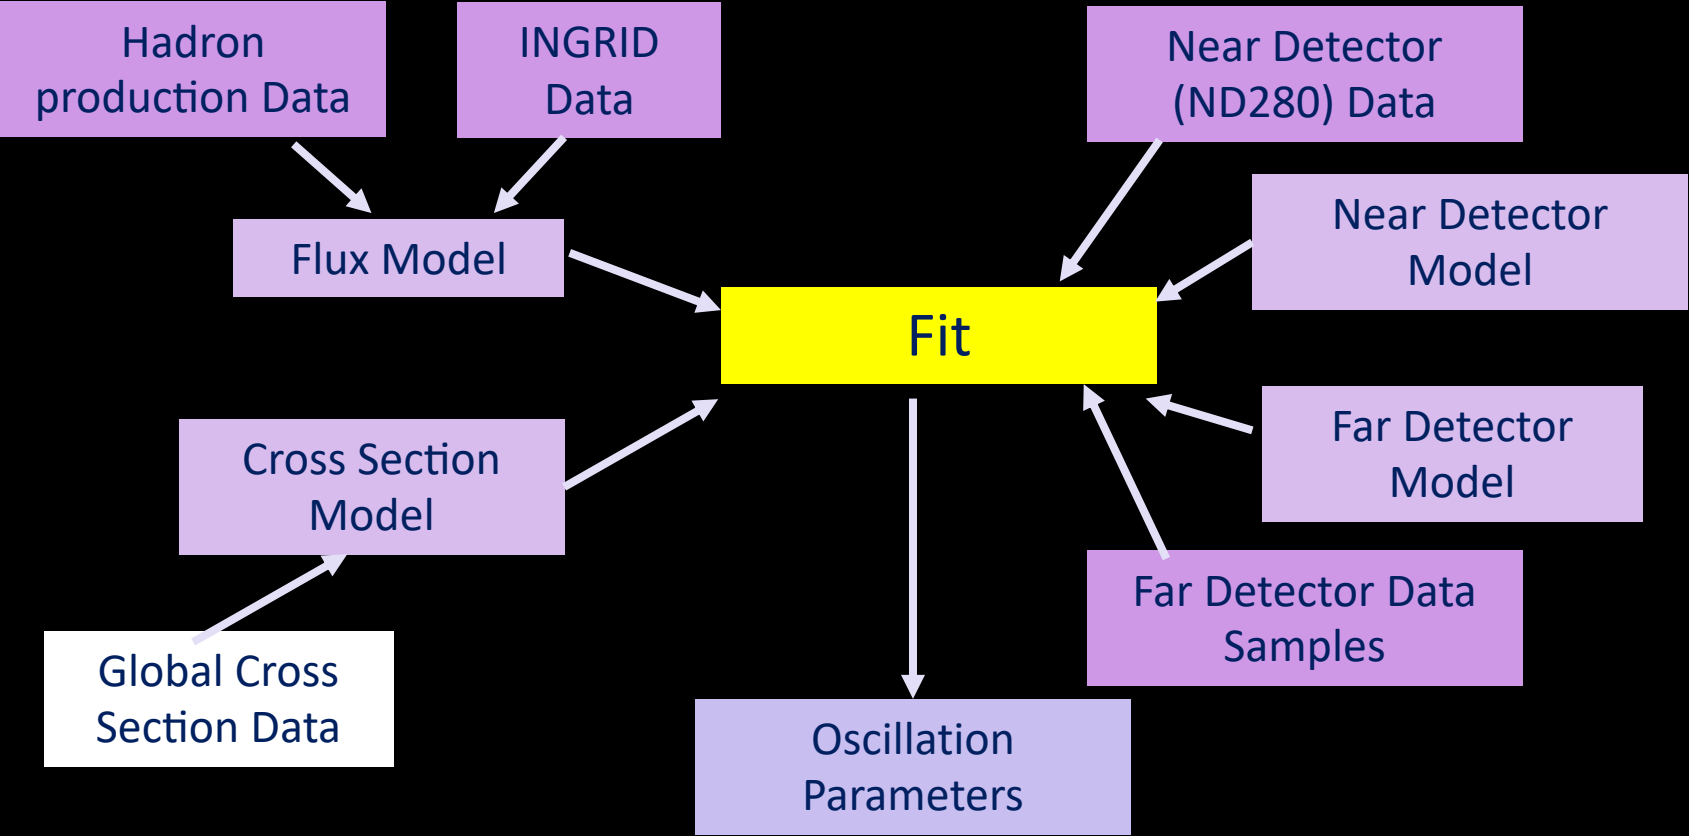 Hadron
production Data
INGRID
Data
Near Detector
(ND280) Data
Flux Model
Near Detector
Model
Fit
Cross Section
Model
Far Detector
Model
Far Detector Data
Samples
Global Cross
Section Data
Oscillation
Parameters